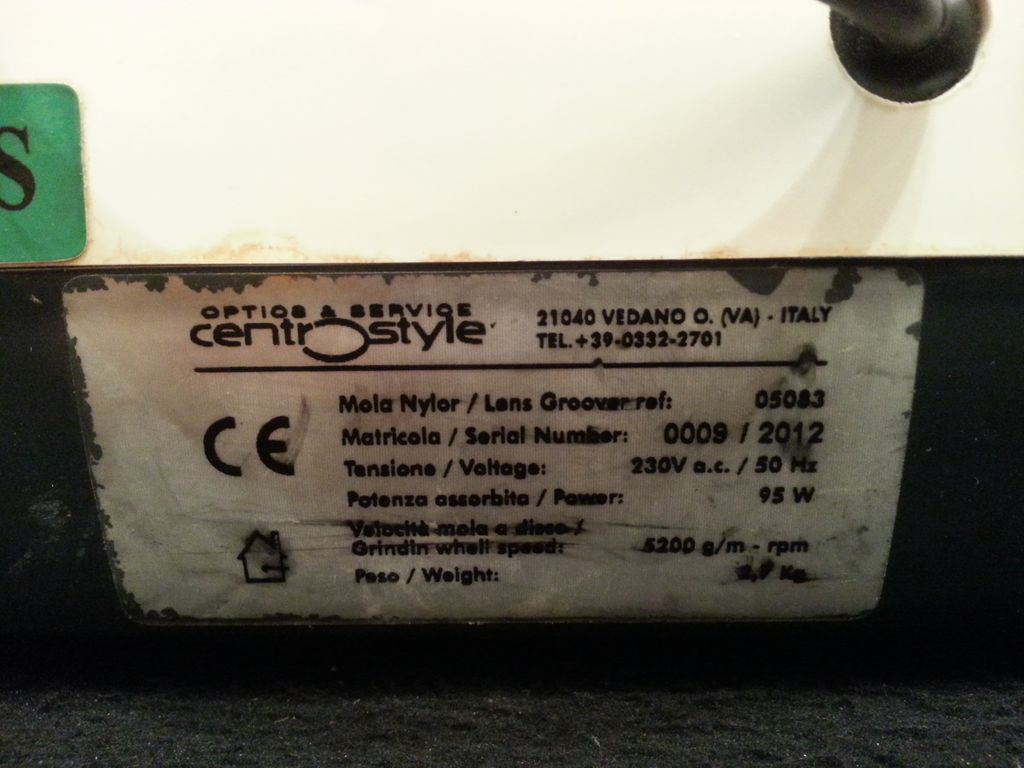 S
OPTICS & SERVICE
centrostyle
21040 VEDANO O. (VA) - ITALY
TEL. +39-0332-2701
CE
Mola Nylor / Lens Groover ref: 05083
Matricola / Serial Number: 0009 / 2012
Tensione / Voltage: 230V a.c. / 50 Hz
Potenza assorbita / Power: 95 W
Velocità mola a disco /
Grindin whell speed: 5200 g/m - rpm
Peso / Weight: Kg